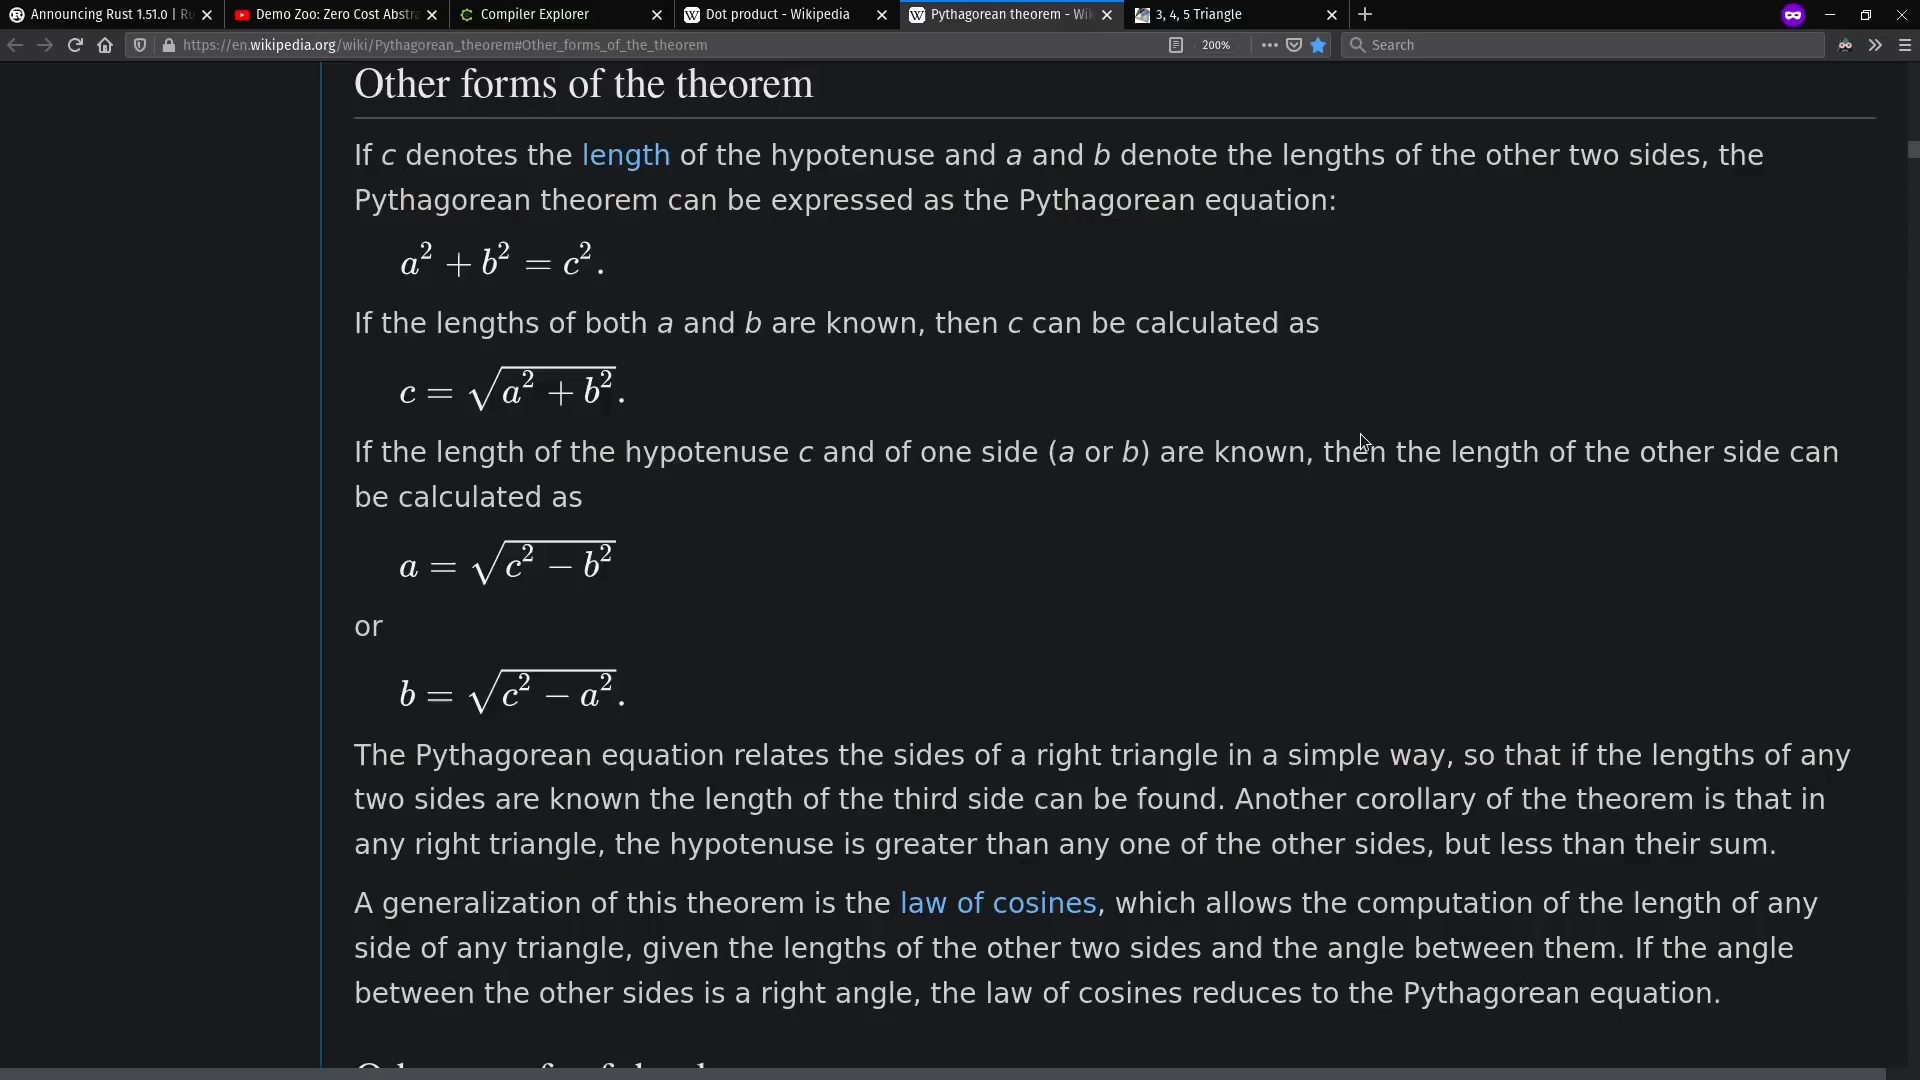 Announcing Rust 1.51.0 | Ru
Demo Zoo: Zero Cost Abstra
Compiler Explorer
Dot product - Wikipedia
Pythagorean theorem - Wik
3, 4, 5 Triangle
https://en.wikipedia.org/wiki/Pythagorean_theorem#Other_forms_of_the_theorem
200%
Search
Other forms of the theorem
If c denotes the length of the hypotenuse and a and b denote the lengths of the other two sides, the
Pythagorean theorem can be expressed as the Pythagorean equation:
a² + b² = c².
If the lengths of both a and b are known, then c can be calculated as
c = √(a² + b²).
If the length of the hypotenuse c and of one side (a or b) are known, then the length of the other side can
be calculated as
a = √(c² − b²)
or
b = √(c² − a²).
The Pythagorean equation relates the sides of a right triangle in a simple way, so that if the lengths of any
two sides are known the length of the third side can be found. Another corollary of the theorem is that in
any right triangle, the hypotenuse is greater than any one of the other sides, but less than their sum.
A generalization of this theorem is the law of cosines, which allows the computation of the length of any
side of any triangle, given the lengths of the other two sides and the angle between them. If the angle
between the other sides is a right angle, the law of cosines reduces to the Pythagorean equation.